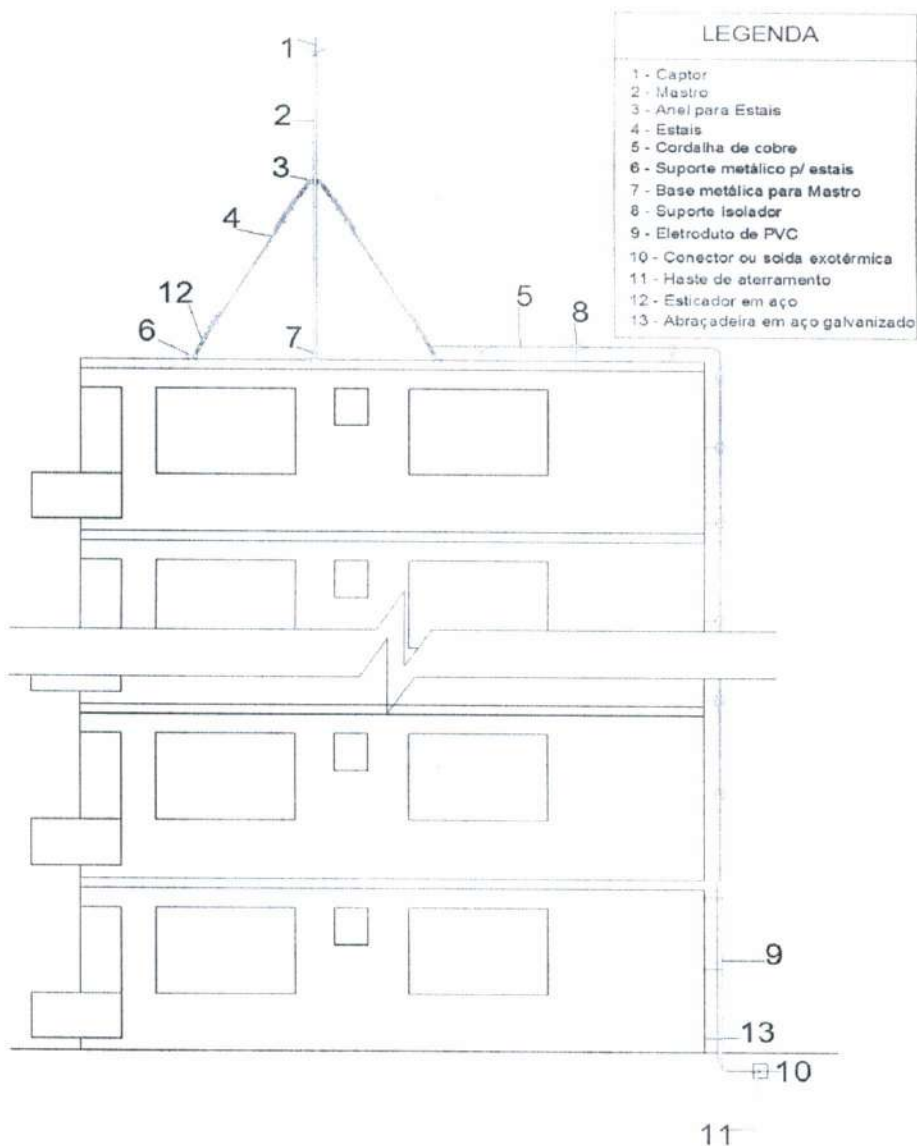 LEGENDA
1 - Captor
2 - Mastro
3 - Anel para Estais
4 - Estais
5 - Cordalha de cobre
6 - Suporte metálico p/ estais
7 - Base metálica para Mastro
8 - Suporte Isolador
9 - Eletroduto de PVC
10 - Conector ou solda exotérmica
11 - Haste de aterramento
12 - Esticador em aço
13 - Abraçadeira em aço galvanizado
1
2
3
4
12
6
7
5
8
9
13
10
11